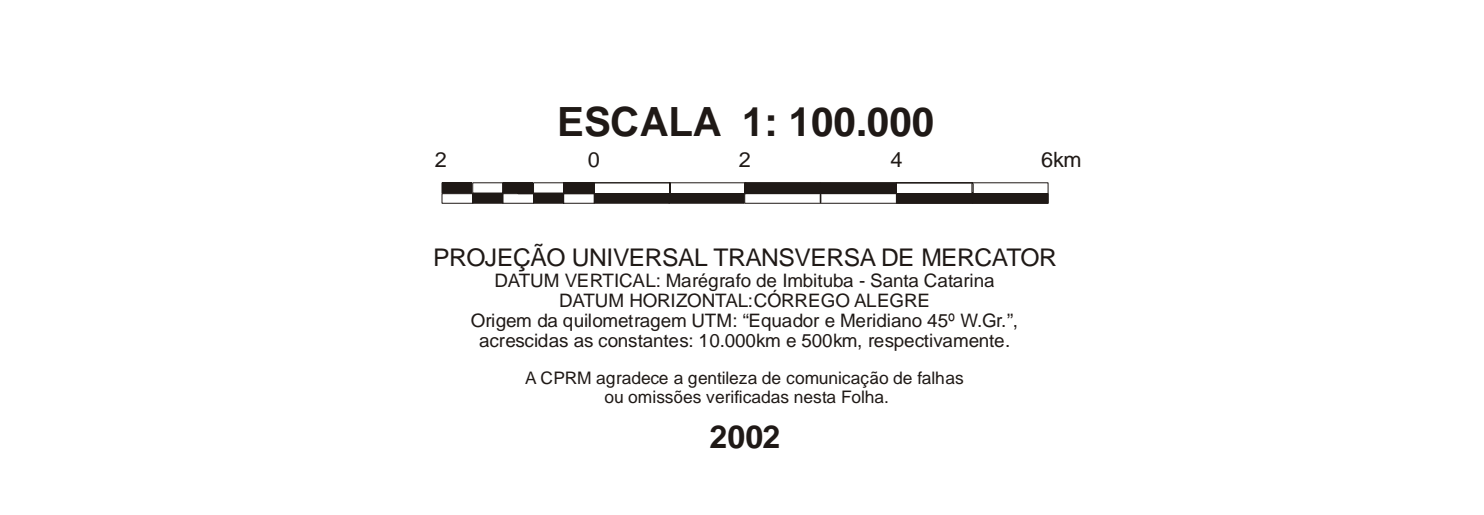 ESCALA 1: 100.000
2 0 2 4 6km
PROJEÇÃO UNIVERSAL TRANSVERSA DE MERCATOR
DATUM VERTICAL: Marégrafo de Imbituba - Santa Catarina
DATUM HORIZONTAL:CÓRREGO ALEGRE
Origem da quilometragem UTM: “Equador e Meridiano 45º W.Gr.”,
acrescidas as constantes: 10.000km e 500km, respectivamente.
A CPRM agradece a gentileza de comunicação de falhas
ou omissões verificadas nesta Folha.
2002